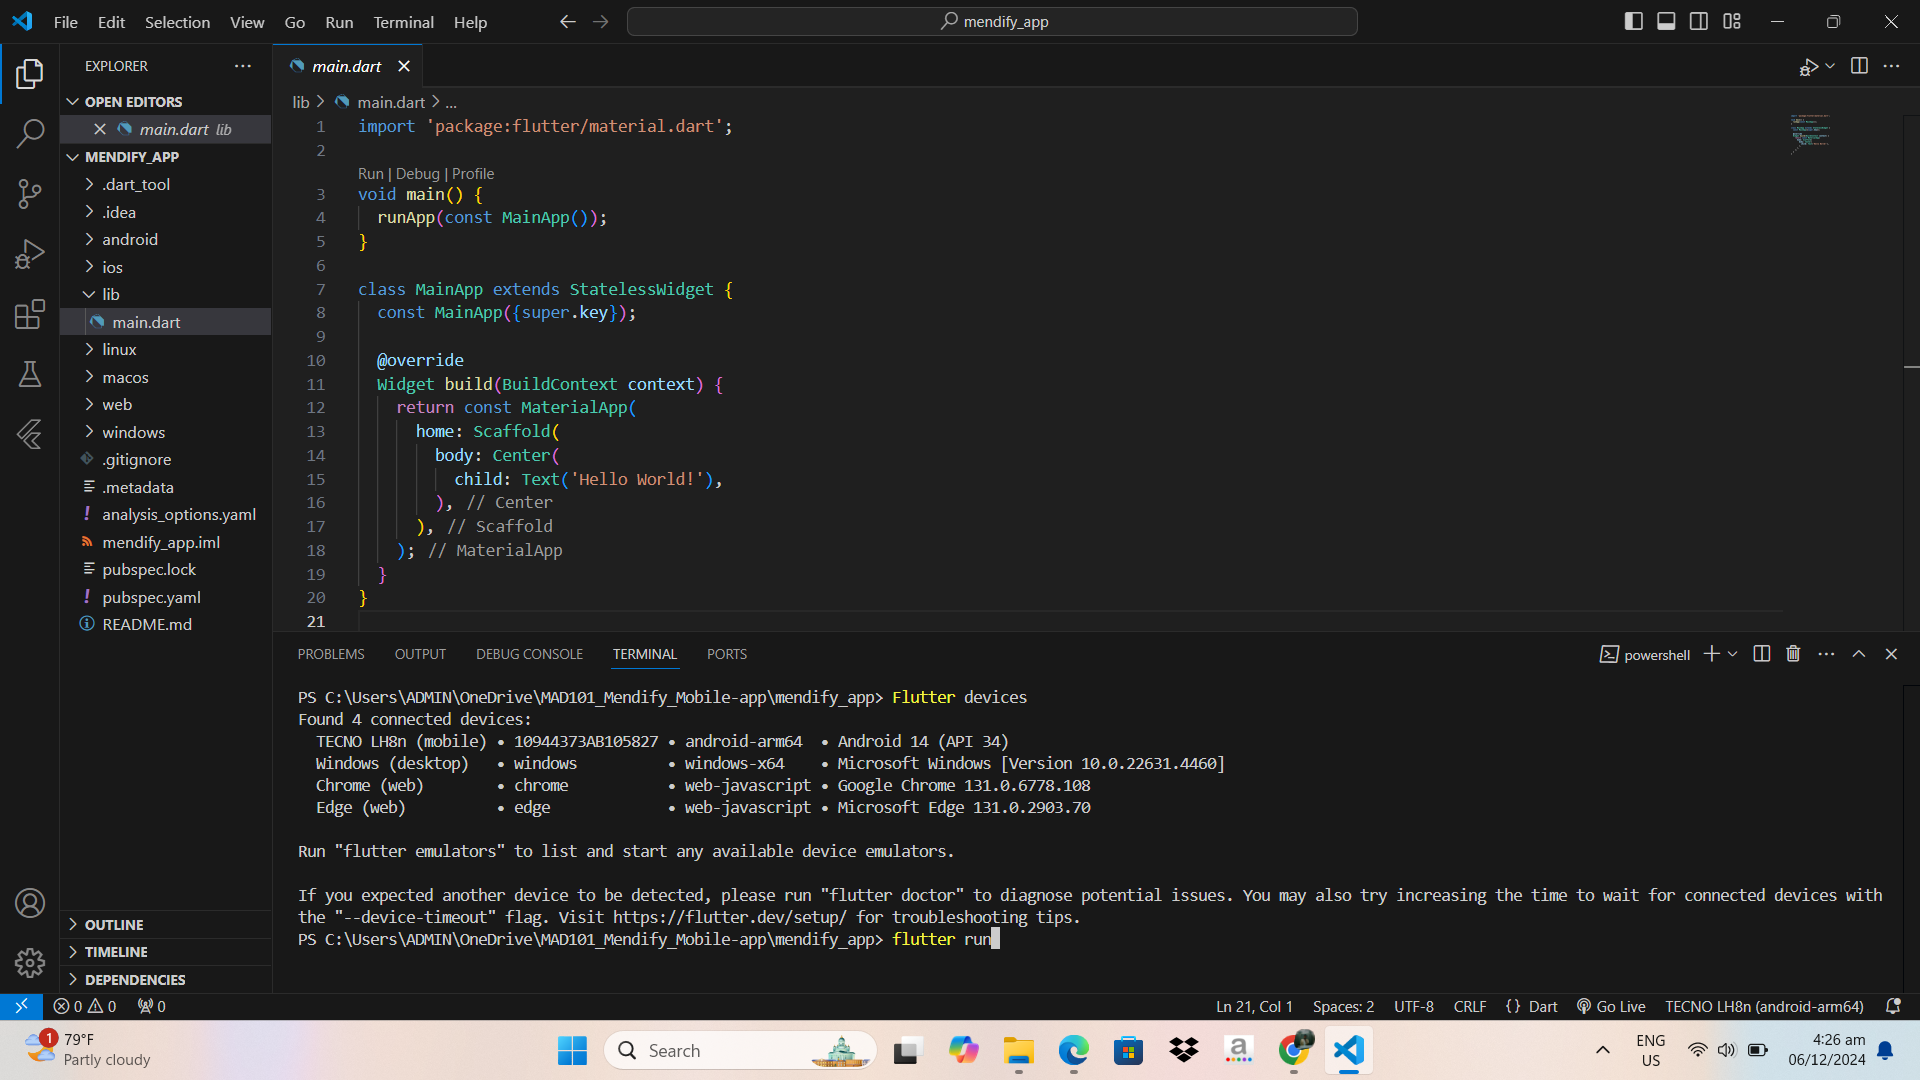 File Edit Selection View Go Run Terminal Help
mendify_app
EXPLORER
OPEN EDITORS
main.dart lib
MENDIFY_APP
.dart_tool
.idea
android
ios
lib
main.dart
linux
macos
web
windows
.gitignore
.metadata
analysis_options.yaml
mendify_app.iml
pubspec.lock
pubspec.yaml
README.md
OUTLINE
TIMELINE
DEPENDENCIES
main.dart
lib > main.dart > ...
1 import 'package:flutter/material.dart';
2
Run | Debug | Profile
3 void main() {
4 runApp(const MainApp());
5 }
6
7 class MainApp extends StatelessWidget {
8 const MainApp({super.key});
9
10 @override
11 Widget build(BuildContext context) {
12 return const MaterialApp(
13 home: Scaffold(
14 body: Center(
15 child: Text('Hello World!'),
16 ), // Center
17 ), // Scaffold
18 ); // MaterialApp
19 }
20 }
21
PROBLEMS OUTPUT DEBUG CONSOLE TERMINAL PORTS
powershell
PS C:\Users\ADMIN\OneDrive\MAD101_Mendify_Mobile-app\mendify_app> Flutter devices
Found 4 connected devices:
TECNO LH8n (mobile) • 10944373AB105827 • android-arm64 • Android 14 (API 34)
Windows (desktop) • windows • windows-x64 • Microsoft Windows [Version 10.0.22631.4460]
Chrome (web) • chrome • web-javascript • Google Chrome 131.0.6778.108
Edge (web) • edge • web-javascript • Microsoft Edge 131.0.2903.70
Run "flutter emulators" to list and start any available device emulators.
If you expected another device to be detected, please run "flutter doctor" to diagnose potential issues. You may also try increasing the time to wait for connected devices with
the "--device-timeout" flag. Visit https://flutter.dev/setup/ for troubleshooting tips.
PS C:\Users\ADMIN\OneDrive\MAD101_Mendify_Mobile-app\mendify_app> flutter run
0 0 0
Ln 21, Col 1 Spaces: 2 UTF-8 CRLF {} Dart Go Live TECNO LH8n (android-arm64)
1
79°F
Partly cloudy
Search
a
ENG
US
4:26 am
06/12/2024